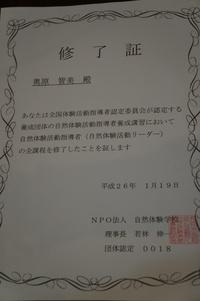 修了証
奥原 皆美 殿
あなたは全国体験活動指導者認定委員会が認定する
養成団体の自然体験活動指導者養成講習において
自然体験活動指導者(自然体験活動リーダー)
の全課程を修了したことを証します
平成26年 1月19日
NPO法人 自然体験学校
理事長 若林 伸一
団体認定 0018